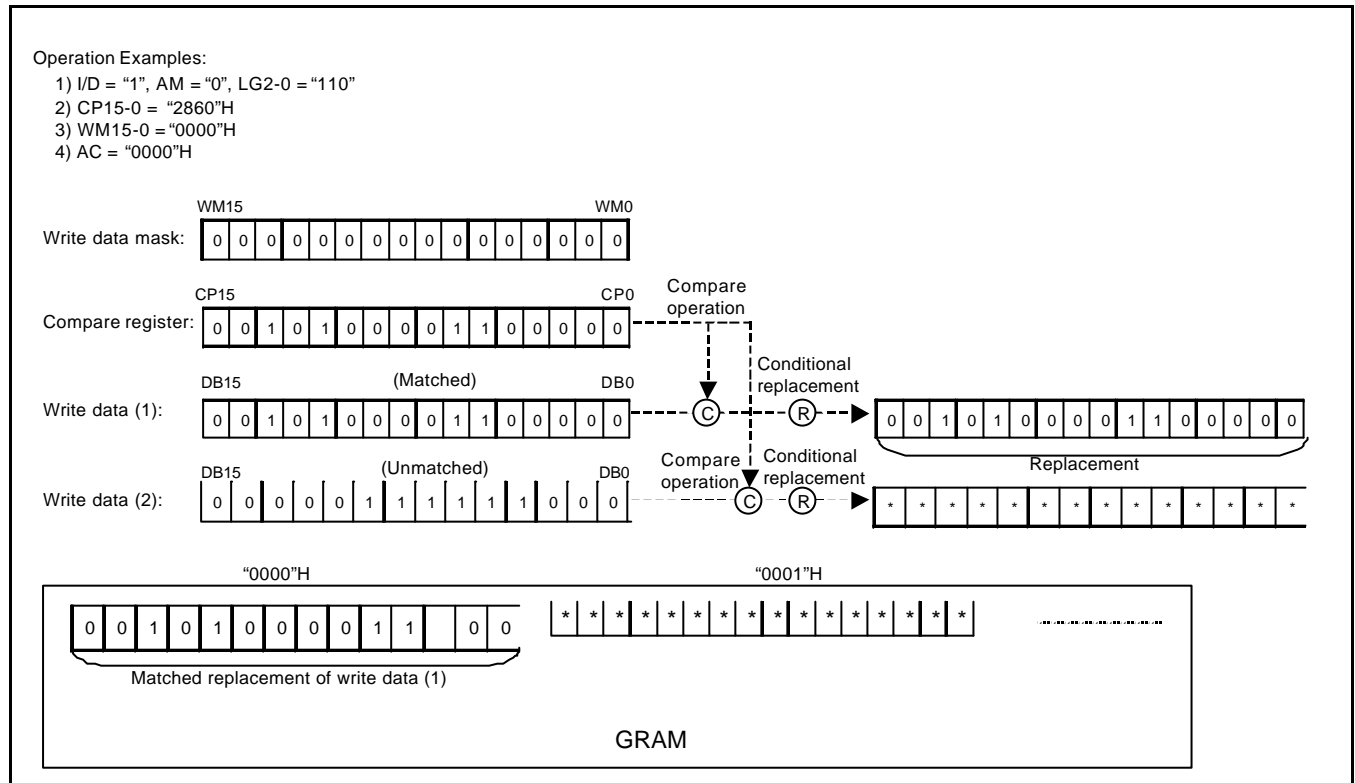 Operation Examples:
1) I/D = “1”, AM = “0”, LG2-0 = “110”
2) CP15-0 = “2860”H
3) WM15-0 = “0000”H
4) AC = “0000”H
WM15 WM0
Write data mask: 0 0 0 0 0 0 0 0 0 0 0 0 0 0 0 0
CP15 CP0
Compare operation
Compare register: 0 0 1 0 1 0 0 0 0 1 1 0 0 0 0 0
DB15 (Matched) DB0
Conditional replacement
Write data (1): 0 0 1 0 1 0 0 0 0 1 1 0 0 0 0 0 C R 0 0 1 0 1 0 0 0 0 1 1 0 0 0 0 0
Replacement
DB15 (Unmatched) DB0
Compare operation
Conditional replacement
Write data (2): 0 0 0 0 0 1 1 1 1 1 1 0 0 0 C R * * * * * * * * * * * * * *
“0000”H “0001”H
0 0 1 0 1 0 0 0 0 1 1 0 0 * * * * * * * * * * * * * * * *
Matched replacement of write data (1)
GRAM